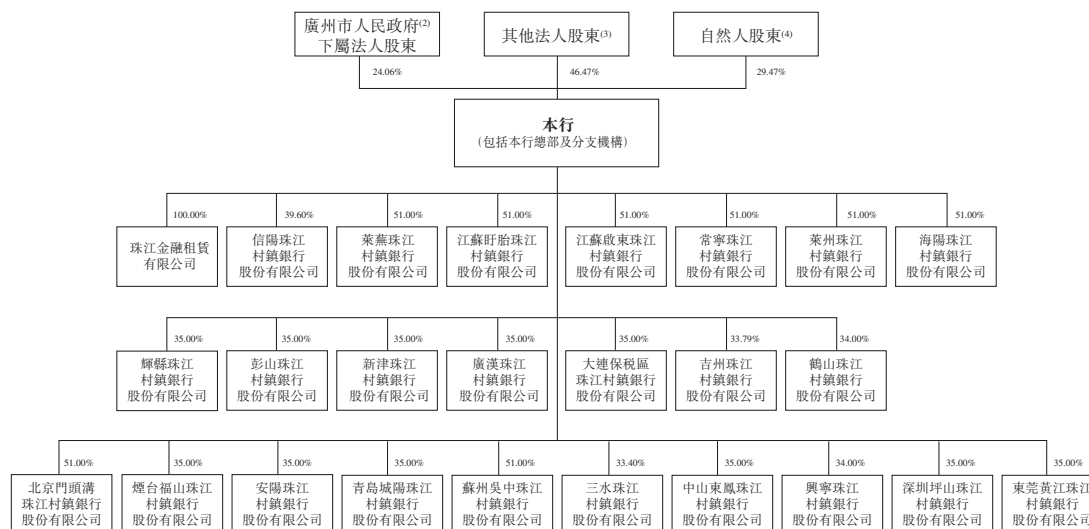 廣州市人民政府(2)
下屬法人股東
其他法人股東(3)
自然人股東(4)
24.06%
46.47%
29.47%
本行
(包括本行總部及分支機構)
100.00%
39.60%
51.00%
51.00%
51.00%
51.00%
51.00%
51.00%
珠江金融租賃
有限公司
信陽珠江
村鎮銀行
股份有限公司
萊蕪珠江
村鎮銀行
股份有限公司
江蘇盱眙珠江
村鎮銀行
股份有限公司
江蘇啟東珠江
村鎮銀行
股份有限公司
常寧珠江
村鎮銀行
股份有限公司
萊州珠江
村鎮銀行
股份有限公司
海陽珠江
村鎮銀行
股份有限公司
35.00%
35.00%
35.00%
35.00%
35.00%
33.79%
34.00%
輝縣珠江
村鎮銀行
股份有限公司
彭山珠江
村鎮銀行
股份有限公司
新津珠江
村鎮銀行
股份有限公司
廣漢珠江
村鎮銀行
股份有限公司
大連保稅區
珠江村鎮銀行
股份有限公司
吉州珠江
村鎮銀行
股份有限公司
鶴山珠江
村鎮銀行
股份有限公司
51.00%
35.00%
35.00%
35.00%
51.00%
33.40%
35.00%
34.00%
35.00%
35.00%
北京門頭溝
珠江村鎮銀行
股份有限公司
煙台福山珠江
村鎮銀行
股份有限公司
安陽珠江
村鎮銀行
股份有限公司
青島城陽珠江
村鎮銀行
股份有限公司
蘇州吳中珠江
村鎮銀行
股份有限公司
三水珠江
村鎮銀行
股份有限公司
中山東鳳珠江
村鎮銀行
股份有限公司
興寧珠江
村鎮銀行
股份有限公司
深圳坪山珠江
村鎮銀行
股份有限公司
東莞黃江珠江
村鎮銀行
股份有限公司